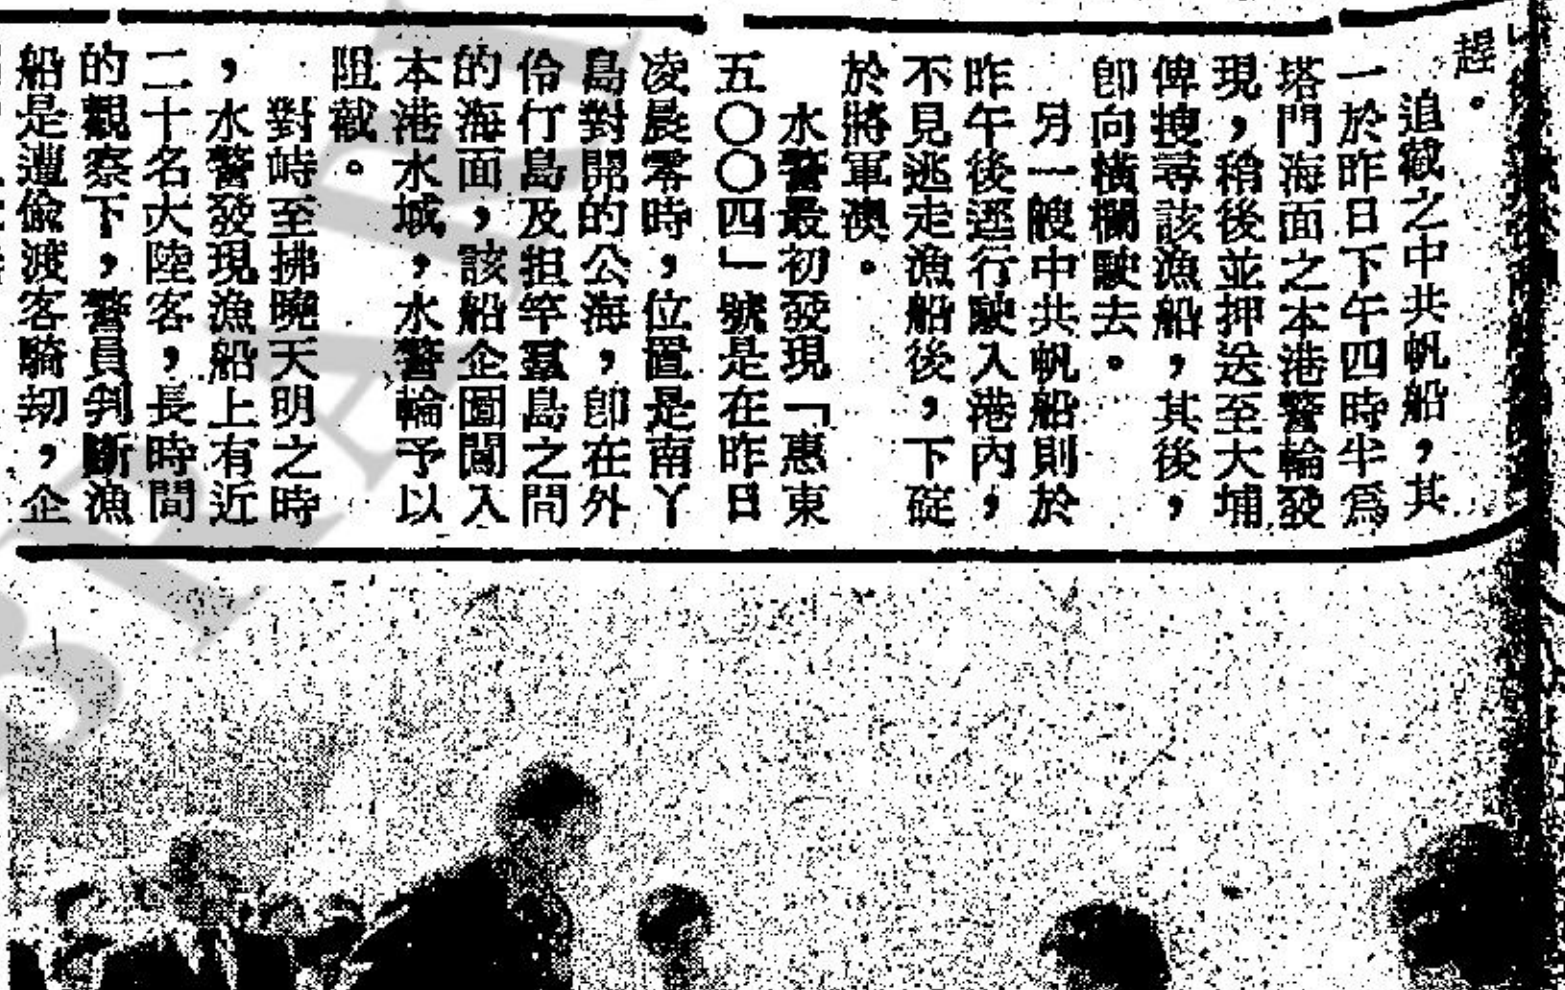 趕。
追截之中共帆船，其
一於昨日下午四時半為
塔門海面之本港警輪發
現，稍後並押送至大埔
俾搜尋該漁船，其後，
卽向橫欄駛去。
另一艘中共帆船則於
昨午後逕行駛入港內，
不見逃走漁船後，下碇
於將軍澳。
水警最初發現「惠東
五〇〇四」號是在昨日
凌晨零時，位置是南丫
島對開的公海，卽在外
伶仃島及担竿羣島之間
的海面，該船企圖闖入
本港水域，水警輪予以
阻截。
對峙至拂曉天明之時
，水警發現漁船上有近
二十名大陸客，長時間
的觀察下，警員判斷漁
船是遭偸渡客騎刼，企